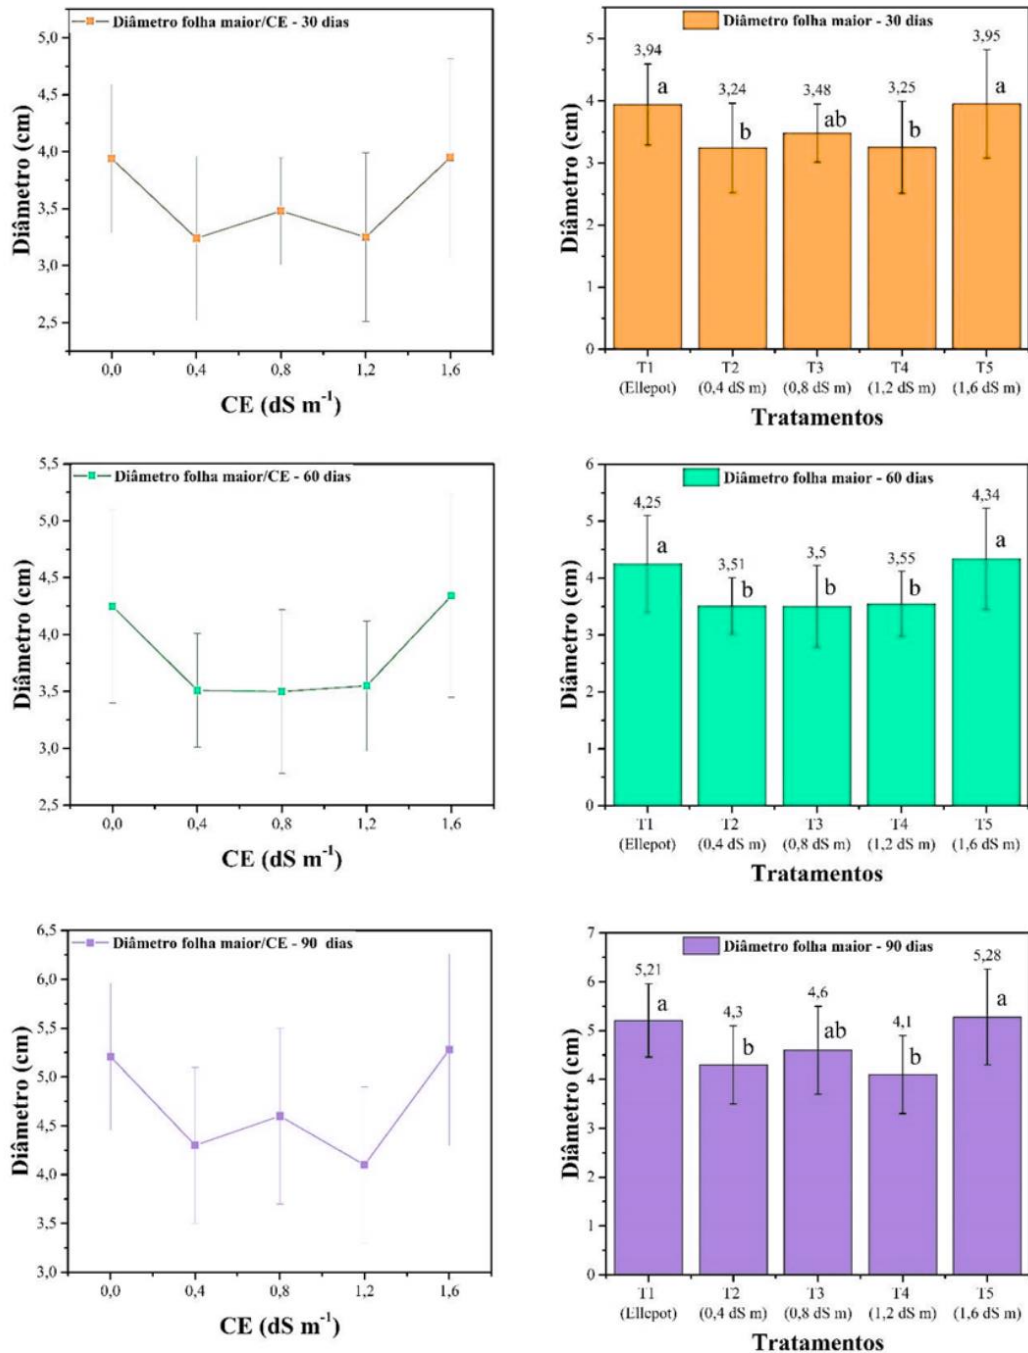 Diâmetro folha maior/CE - 30 dias
5,0
4,5
4,0
3,5
3,0
2,5
Diâmetro (cm)
0,0 0,4 0,8 1,2 1,6
CE (dS m⁻¹)
Diâmetro folha maior - 30 dias
5
4
3
2
1
0
Diâmetro (cm)
3,94 3,24 3,48 3,25 3,95
a b ab b a
T1 T2 T3 T4 T5
(Ellepot) (0,4 dS m) (0,8 dS m) (1,2 dS m) (1,6 dS m)
Tratamentos
Diâmetro folha maior/CE - 60 dias
5,5
5,0
4,5
4,0
3,5
3,0
2,5
Diâmetro (cm)
0,0 0,4 0,8 1,2 1,6
CE (dS m⁻¹)
Diâmetro folha maior - 60 dias
6
5
4
3
2
1
0
Diâmetro (cm)
4,25 3,51 3,5 3,55 4,34
a b b b a
T1 T2 T3 T4 T5
(Ellepot) (0,4 dS m) (0,8 dS m) (1,2 dS m) (1,6 dS m)
Tratamentos
Diâmetro folha maior/CE - 90 dias
6,5
6,0
5,5
5,0
4,5
4,0
3,5
3,0
Diâmetro (cm)
0,0 0,4 0,8 1,2 1,6
CE (dS m⁻¹)
Diâmetro folha maior - 90 dias
7
6
5
4
3
2
1
0
Diâmetro (cm)
5,21 4,3 4,6 4,1 5,28
a b ab b a
T1 T2 T3 T4 T5
(Ellepot) (0,4 dS m) (0,8 dS m) (1,2 dS m) (1,6 dS m)
Tratamentos